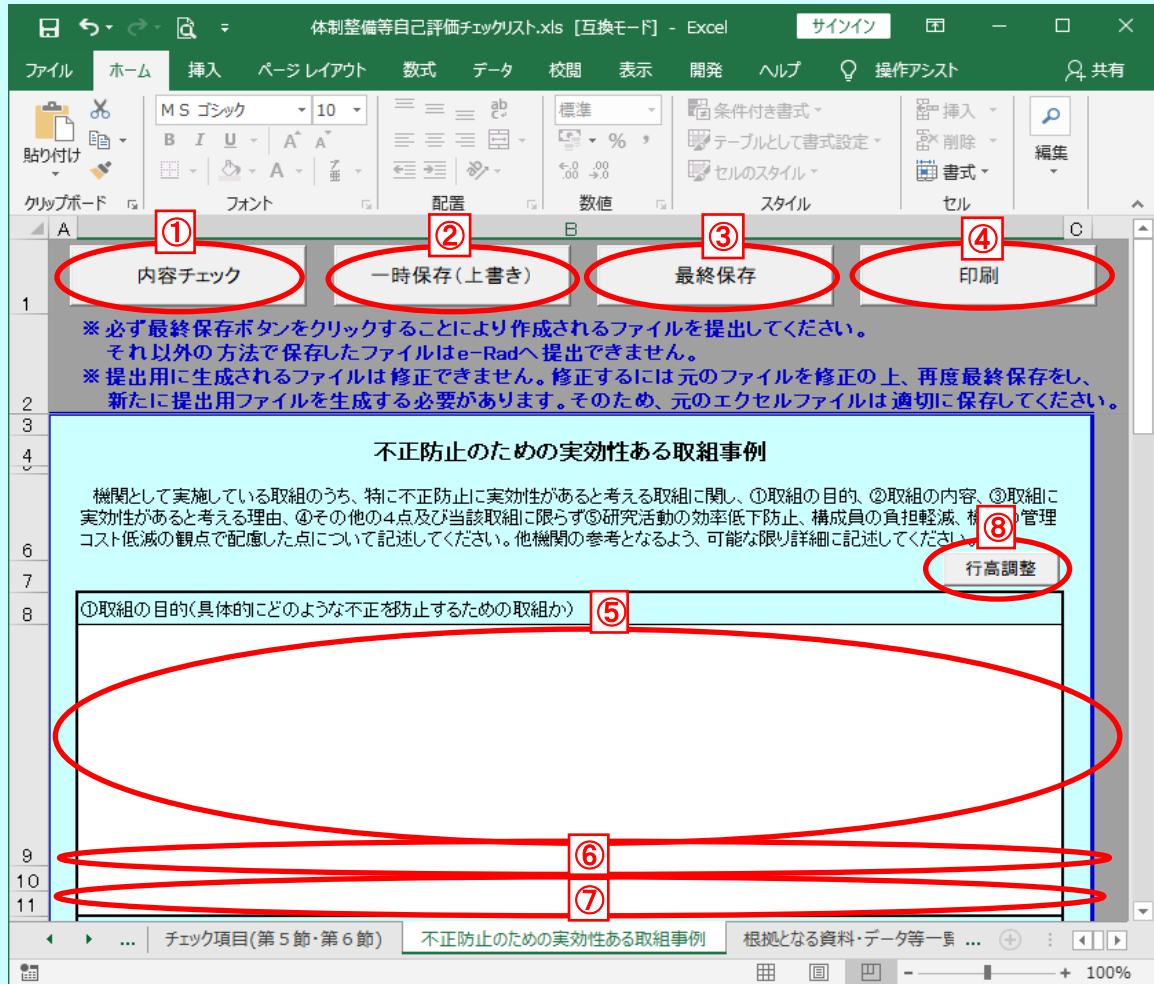 体制整備等自己評価チェックリスト.xls [互換モード] - Excel
サインイン
ファイル ホーム 挿入 ページ レイアウト 数式 データ 校閲 表示 開発 ヘルプ 操作アシスト 共有
貼り付け
ＭＳ ゴシック 10
B I U A A
A
ab
標準
% ,
条件付き書式
テーブルとして書式設定
セルのスタイル
挿入
削除
書式
編集
クリップボード フォント 配置 数値 スタイル セル
A B C
① ② ③ ④
内容チェック 一時保存(上書き) 最終保存 印刷
1
※必ず最終保存ボタンをクリックすることにより作成されるファイルを提出してください。
それ以外の方法で保存したファイルはe-Radへ提出できません。
※提出用に生成されるファイルは修正できません。修正するには元のファイルを修正の上、再度最終保存をし、
2 新たに提出用ファイルを生成する必要があります。そのため、元のエクセルファイルは適切に保存してください。
3
4 不正防止のための実効性ある取組事例
機関として実施している取組のうち、特に不正防止に実効性があると考える取組に関し、①取組の目的、②取組の内容、③取組に
実効性があると考える理由、④その他の4点及び当該取組に限らず⑤研究活動の効率低下防止、構成員の負担軽減、機 の管理
6 コスト低減の観点で配慮した点について記述してください。他機関の参考となるよう、可能な限り詳細に記述してください。
⑧
7 行高調整
8 ①取組の目的(具体的にどのような不正を防止するための取組か)
⑤
9 ⑥
10
11 ⑦
... チェック項目(第５節・第６節) 不正防止のための実効性ある取組事例 根拠となる資料・データ等一覧 ...
100%